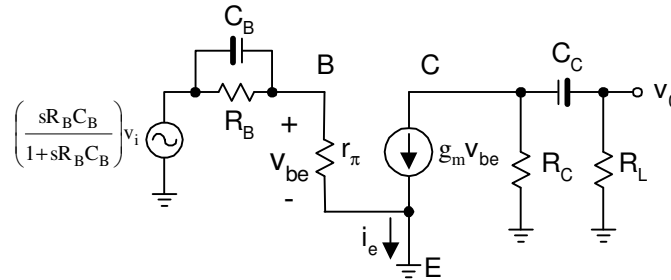 C_B
B
C
C_C
v_o
(sR_BC_B / 1+sR_BC_B) v_i
R_B
+
v_be
-
r_π
g_m v_be
R_C
R_L
i_e
E